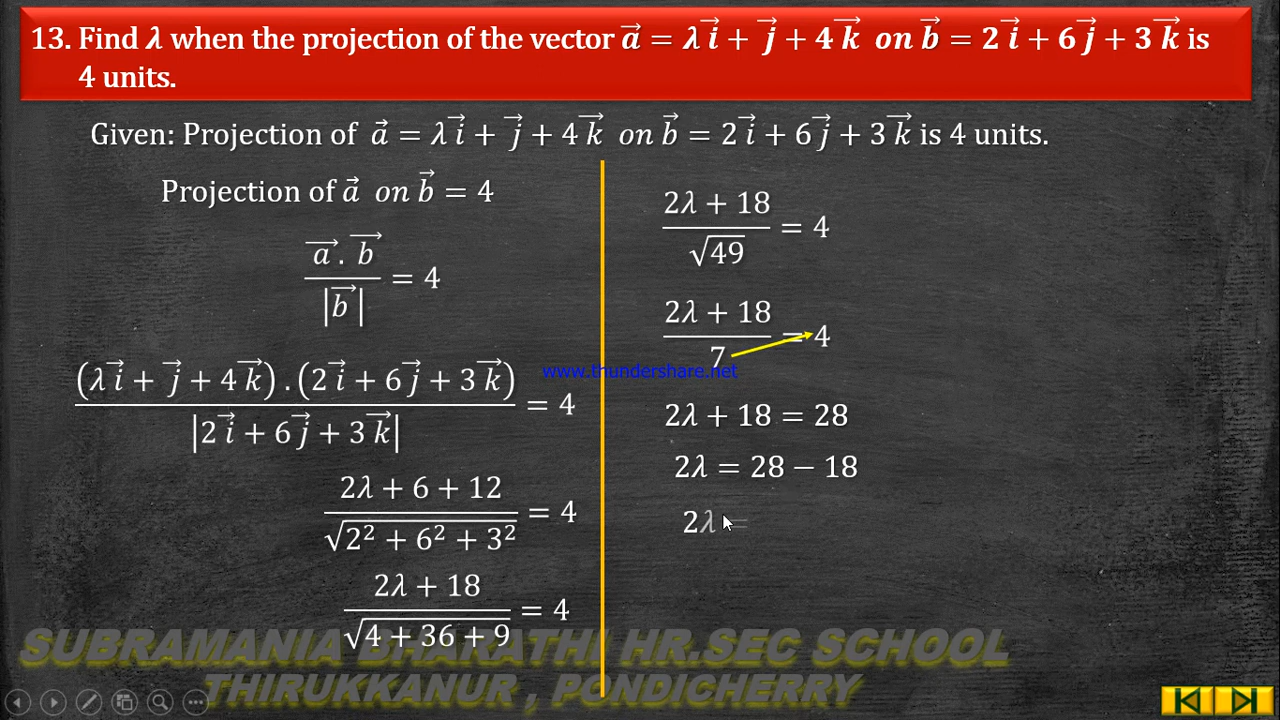 13. Find λ when the projection of the vector a⃗ = λi⃗ + j⃗ + 4k⃗ on b⃗ = 2i⃗ + 6j⃗ + 3k⃗ is
4 units.
Given: Projection of a⃗ = λi⃗ + j⃗ + 4k⃗ on b⃗ = 2i⃗ + 6j⃗ + 3k⃗ is 4 units.
Projection of a⃗ on b⃗ = 4
a⃗ . b⃗ / |b⃗| = 4
(λi⃗ + j⃗ + 4k⃗) . (2i⃗ + 6j⃗ + 3k⃗) / |2i⃗ + 6j⃗ + 3k⃗| = 4
2λ + 6 + 12 / √(2² + 6² + 3²) = 4
2λ + 18 / √(4 + 36 + 9) = 4
2λ + 18 / √49 = 4
2λ + 18 / 7 = 4
www.thundershare.net
2λ + 18 = 28
2λ = 28 − 18
2λ =
SUBRAMANIA BHARATHI HR.SEC SCHOOL
THIRUKKANUR , PONDICHERRY